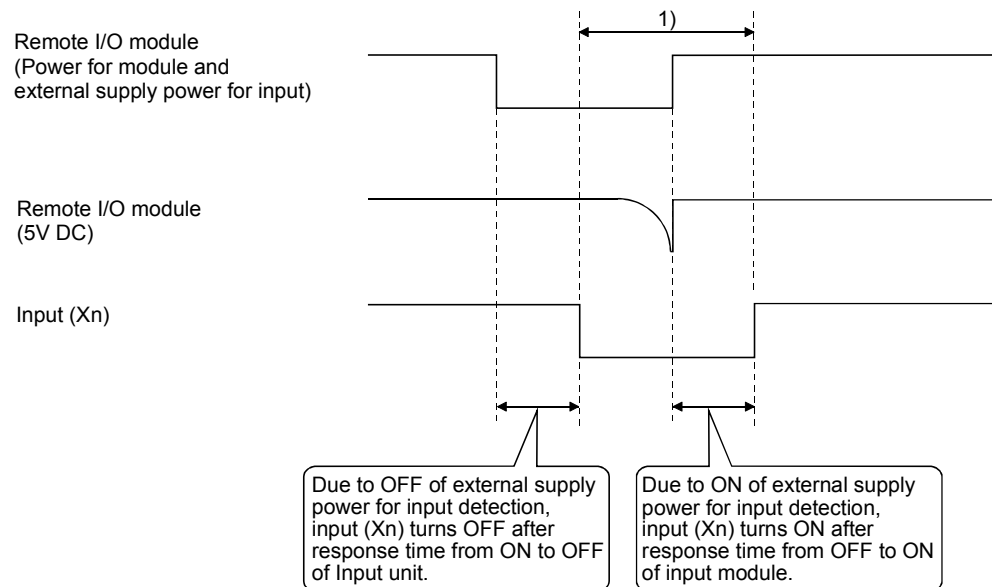 1)
Remote I/O module
(Power for module and
external supply power for input)
Remote I/O module
(5V DC)
Input (Xn)
Due to OFF of external supply
power for input detection,
input (Xn) turns OFF after
response time from ON to OFF
of Input unit.
Due to ON of external supply
power for input detection,
input (Xn) turns ON after
response time from OFF to ON
of input module.